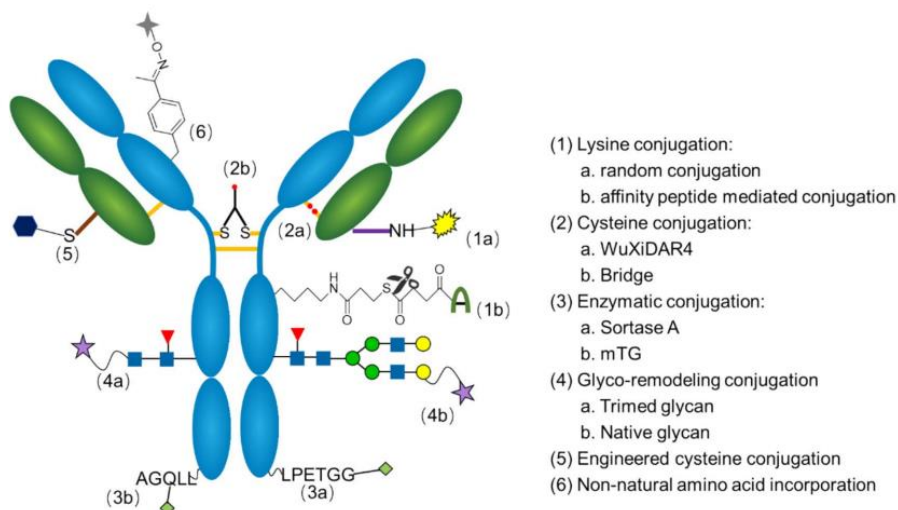 O
N
(6)
(2b)
S S
S
(5)
(2a)
NH
(1a)
H
N
O
S
O
O
(1b)
(4a)
(4b)
AGQLL
(3b)
LPETGG
(3a)
(1) Lysine conjugation:
a. random conjugation
b. affinity peptide mediated conjugation
(2) Cysteine conjugation:
a. WuXiDAR4
b. Bridge
(3) Enzymatic conjugation:
a. Sortase A
b. mTG
(4) Glyco-remodeling conjugation
a. Trimed glycan
b. Native glycan
(5) Engineered cysteine conjugation
(6) Non-natural amino acid incorporation